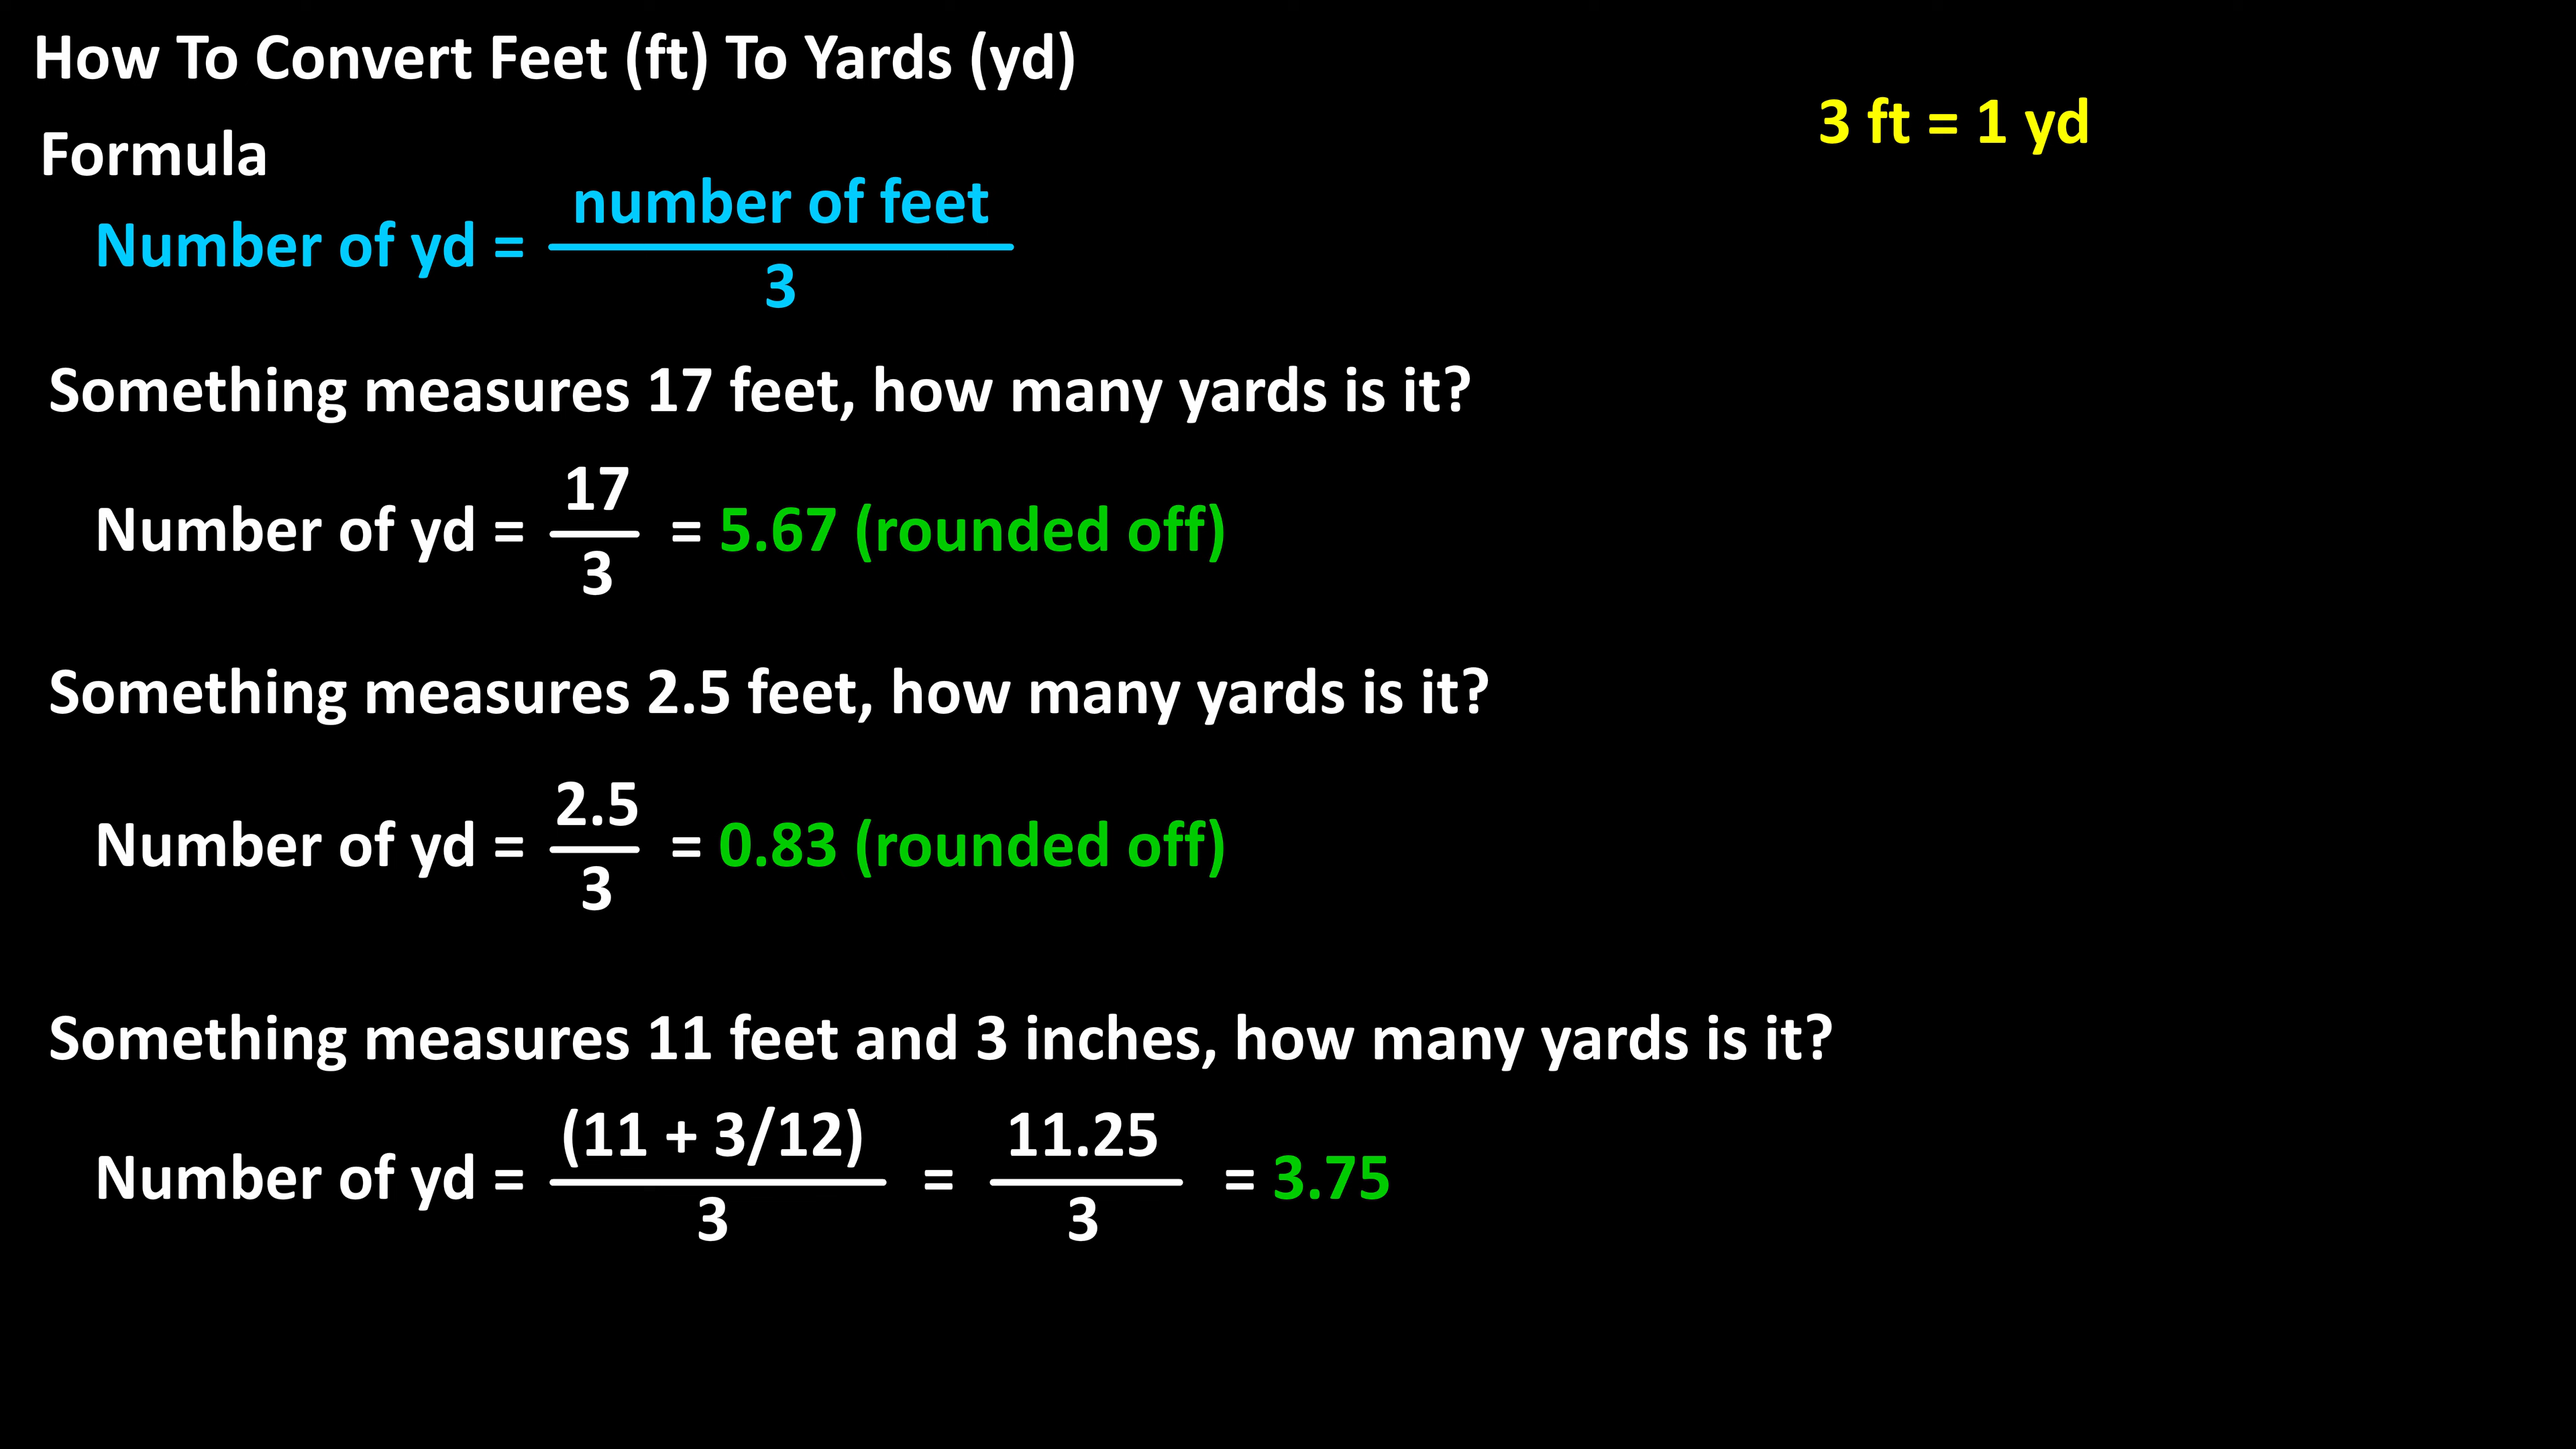 How To Convert Feet (ft) To Yards (yd)
3 ft = 1 yd
Formula
Number of yd = number of feet / 3
Something measures 17 feet, how many yards is it?
Number of yd = 17 / 3 = 5.67 (rounded off)
Something measures 2.5 feet, how many yards is it?
Number of yd = 2.5 / 3 = 0.83 (rounded off)
Something measures 11 feet and 3 inches, how many yards is it?
Number of yd = (11 + 3/12) / 3 = 11.25 / 3 = 3.75